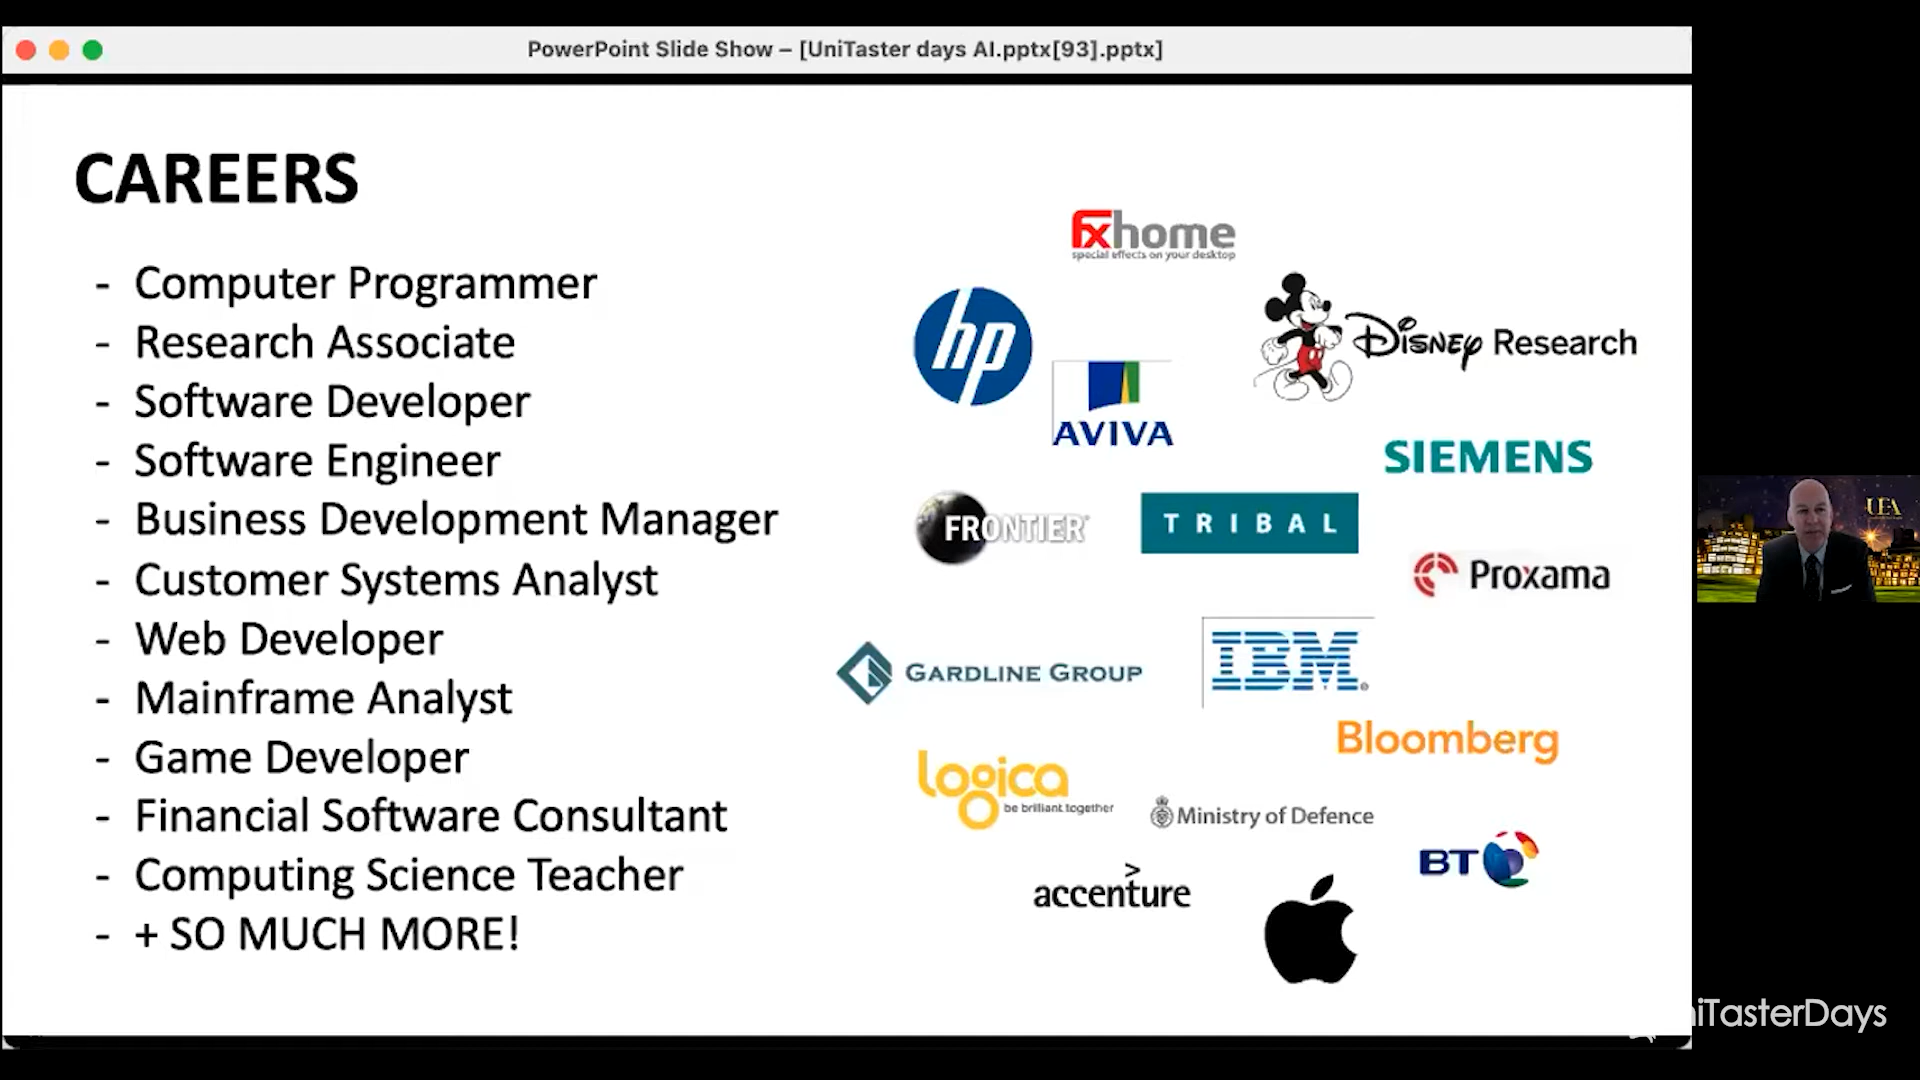 PowerPoint Slide Show – [UniTaster days AI.pptx[93].pptx]
CAREERS
- Computer Programmer
- Research Associate
- Software Developer
- Software Engineer
- Business Development Manager
- Customer Systems Analyst
- Web Developer
- Mainframe Analyst
- Game Developer
- Financial Software Consultant
- Computing Science Teacher
- + SO MUCH MORE!
fxhome
special effects on your desktop
hp
Disney Research
AVIVA
SIEMENS
FRONTIER
TRIBAL
Proxama
GARDLINE GROUP
IBM
Bloomberg
logica
be brilliant together
Ministry of Defence
BT
>
accenture
UEA
niTasterDays